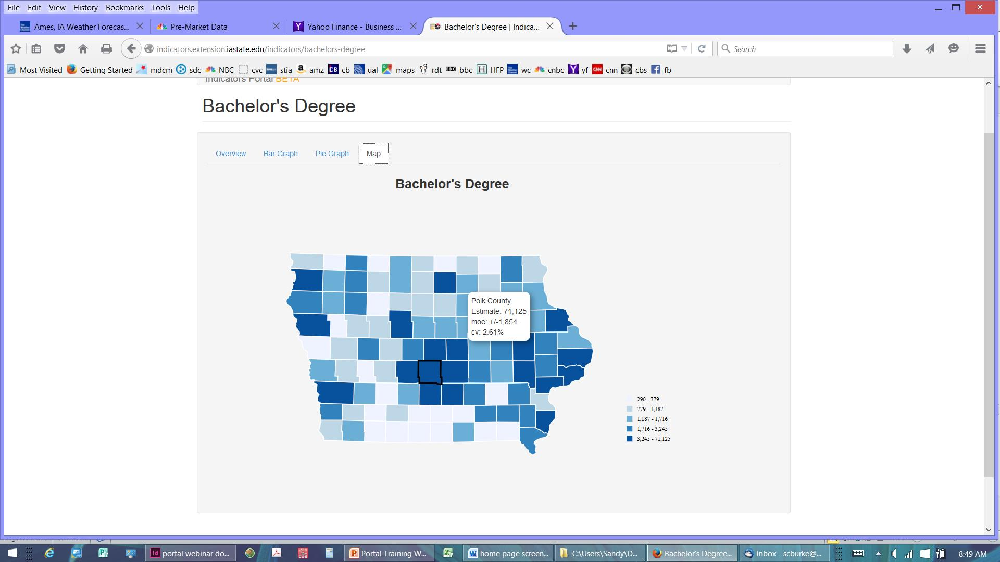 File Edit View History Bookmarks Tools Help
Ames, IA Weather Forecas... Pre-Market Data Yahoo Finance - Business ... Bachelor's Degree | Indica...
indicators.extension.iastate.edu/indicators/bachelors-degree Search
Most Visited Getting Started mdcm sdc NBC cvc stia amz cb ual maps rdt bbc HFP wc cnbc yf cnn cbs fb
Indicators Portal BETA
Bachelor's Degree
Overview Bar Graph Pie Graph Map
Bachelor's Degree
Polk County
Estimate: 71,125
moe: +/-1,854
cv: 2.61%
290 - 779
779 - 1,187
1,187 - 1,716
1,716 - 3,245
3,245 - 71,125
portal webinar do... Portal Training W... home page screen... C:\Users\Sandy\D... Bachelor's Degree... Inbox - scburke@... 8:49 AM